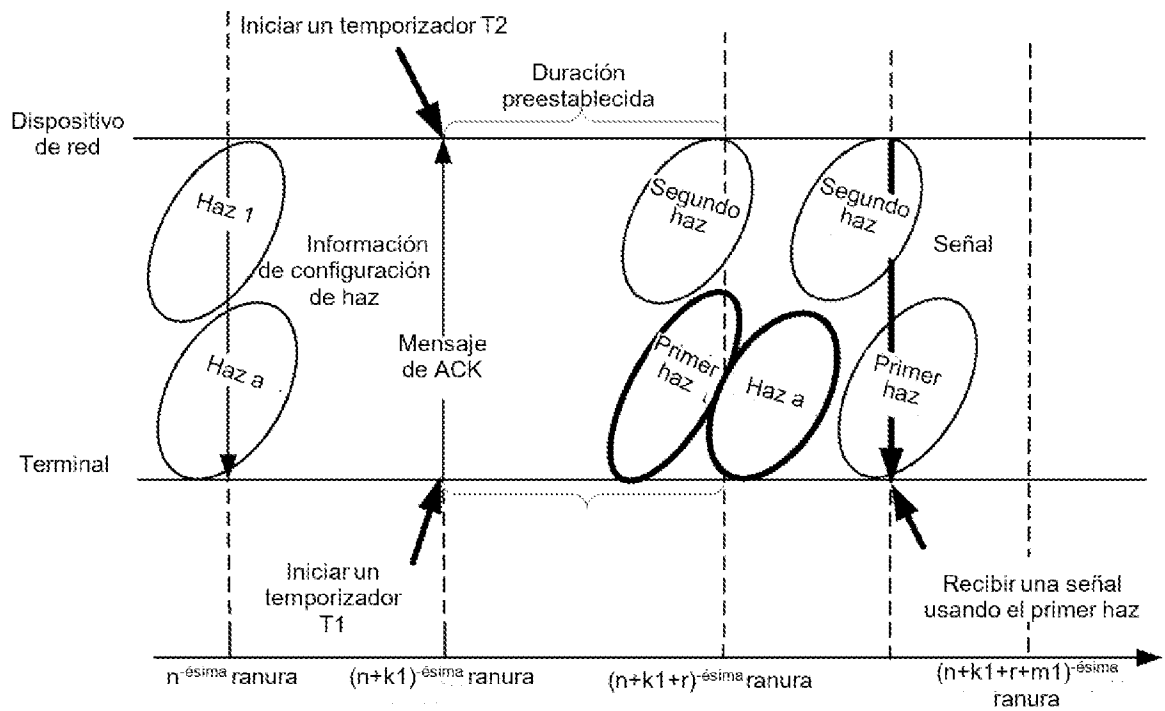 Iniciar un temporizador T2
Duración
preestablecida
Dispositivo
de red
Haz 1
Segundo
haz
Segundo
haz
Señal
Información
de configuración
de haz
Mensaje
de ACK
Haz a
Primer
haz
Haz a
Primer
haz
Terminal
Iniciar un
temporizador
T1
Recibir una señal
usando el primer haz
n-ésima ranura
(n+k1)-ésima ranura
(n+k1+r)-ésima ranura
(n+k1+r+m1)-ésima
ranura